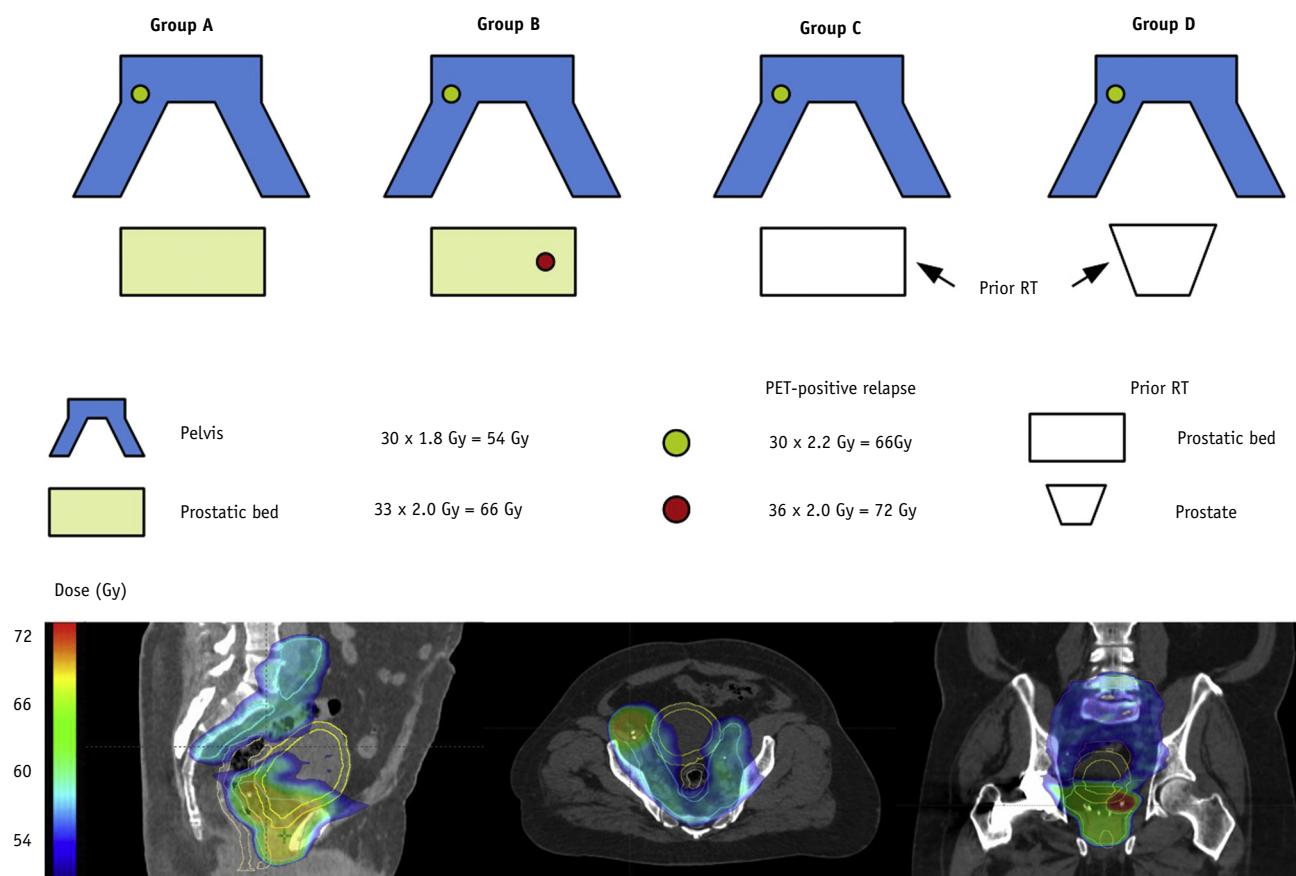 Group A
Group B
Group C
Group D
Prior RT
PET-positive relapse
Prior RT
Pelvis
30 x 1.8 Gy = 54 Gy
30 x 2.2 Gy = 66Gy
Prostatic bed
Prostatic bed
33 x 2.0 Gy = 66 Gy
36 x 2.0 Gy = 72 Gy
Prostate
Dose (Gy)
72
66
60
54